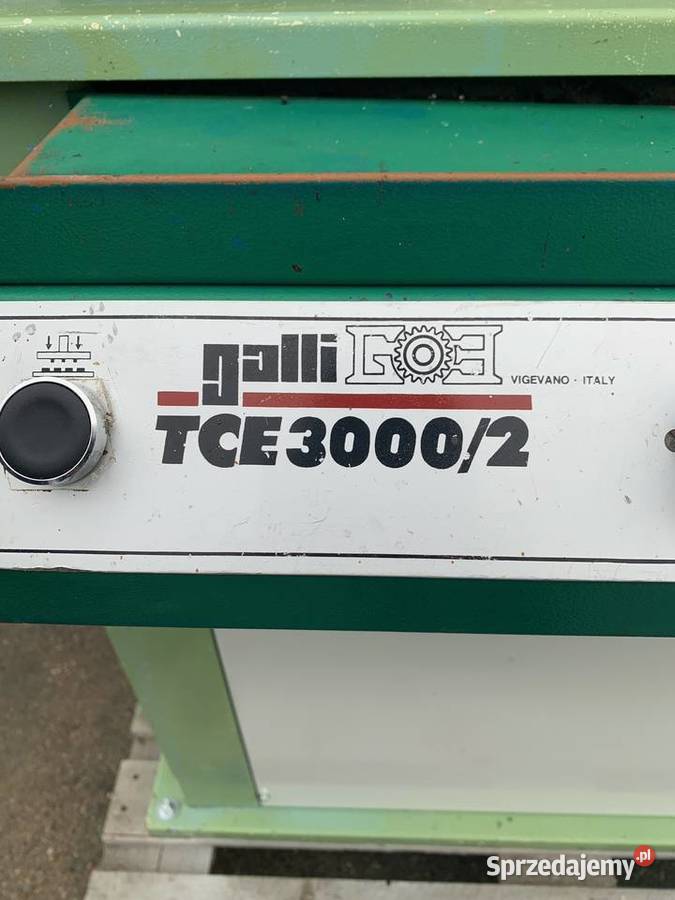 galli
VIGEVANO · ITALY
TCE3000/2
Sprzedajemy.pl